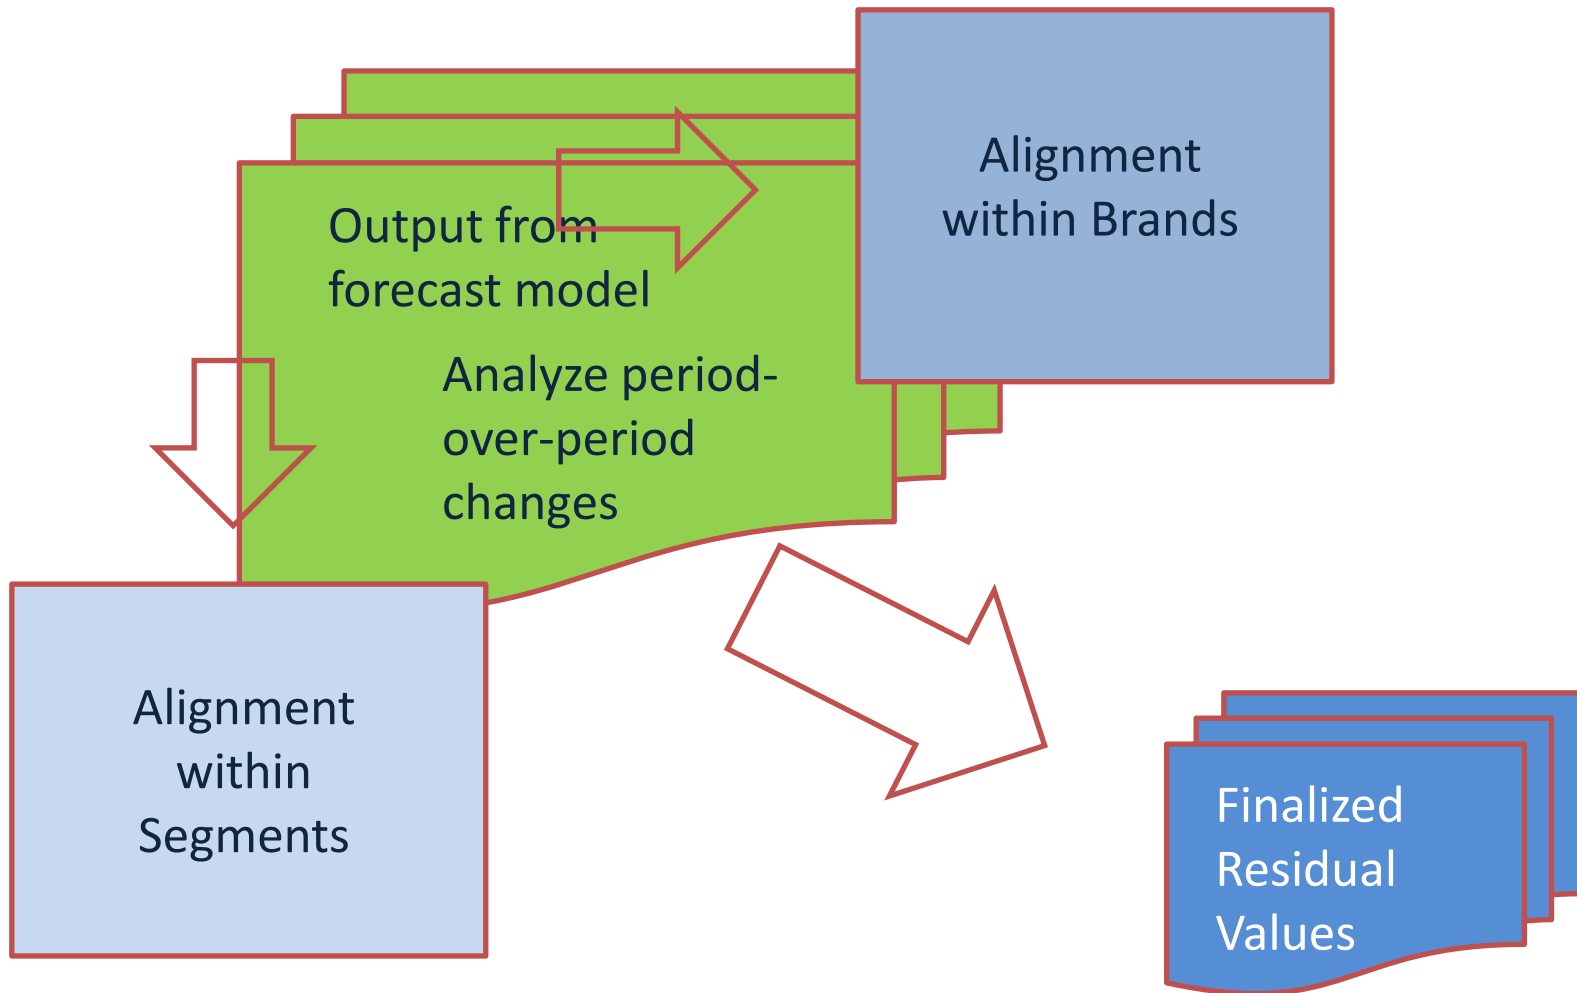 Alignment
within Brands
Output from
forecast model
Analyze period-
over-period
changes
Alignment
within
Segments
Finalized
Residual
Values